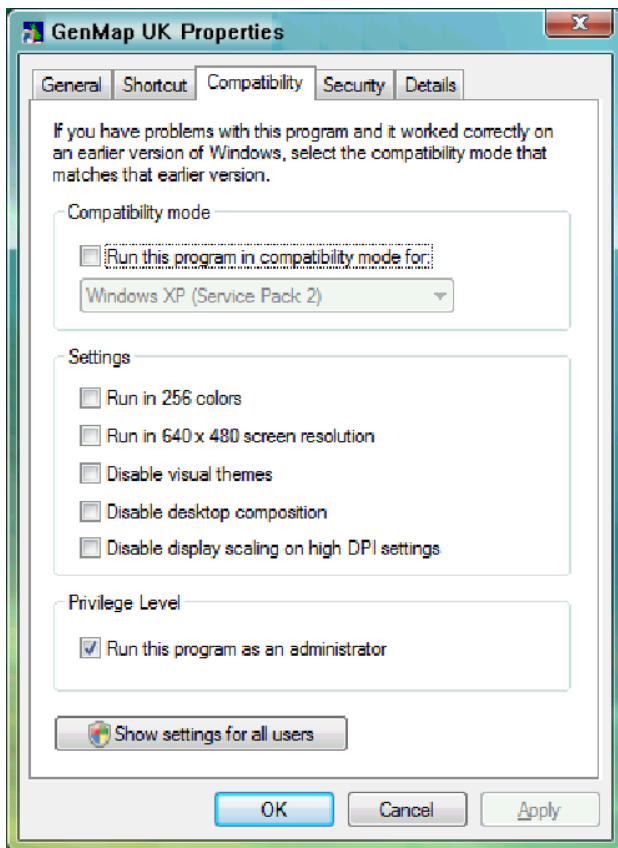 GenMap UK Properties
General Shortcut Compatibility Security Details
If you have problems with this program and it worked correctly on
an earlier version of Windows, select the compatibility mode that
matches that earlier version.
Compatibility mode
Run this program in compatibility mode for:
Windows XP (Service Pack 2)
Settings
Run in 256 colors
Run in 640 x 480 screen resolution
Disable visual themes
Disable desktop composition
Disable display scaling on high DPI settings
Privilege Level
Run this program as an administrator
Show settings for all users
OK Cancel Apply